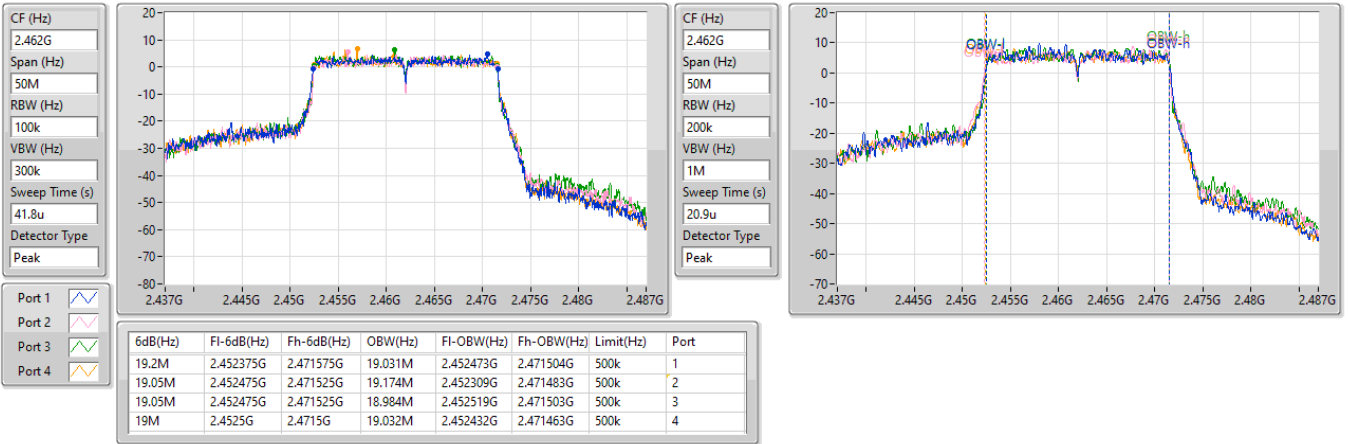 CF (Hz)
2.462G
Span (Hz)
50M
RBW (Hz)
100k
VBW (Hz)
300k
Sweep Time (s)
41.8u
Detector Type
Peak
20-
10-
0-
-10-
-20-
-30-
-40-
-50-
-60-
-70-
-80-
2.437G 2.445G 2.45G 2.455G 2.46G 2.465G 2.47G 2.475G 2.48G 2.487G
CF (Hz)
2.462G
Span (Hz)
50M
RBW (Hz)
200k
VBW (Hz)
1M
Sweep Time (s)
20.9u
Detector Type
Peak
20-
10-
0-
-10-
-20-
-30-
-40-
-50-
-60-
-70-
OBW-l
OBW-h
OBW-h
2.437G 2.445G 2.45G 2.455G 2.46G 2.465G 2.47G 2.475G 2.48G 2.487G
Port 1
Port 2
Port 3
Port 4
6dB(Hz) Fl-6dB(Hz) Fh-6dB(Hz) OBW(Hz) Fl-OBW(Hz) Fh-OBW(Hz) Limit(Hz) Port
19.2M 2.452375G 2.471575G 19.031M 2.452473G 2.471504G 500k 1
19.05M 2.452475G 2.471525G 19.174M 2.452309G 2.471483G 500k 2
19.05M 2.452475G 2.471525G 18.984M 2.452519G 2.471503G 500k 3
19M 2.4525G 2.4715G 19.032M 2.452432G 2.471463G 500k 4